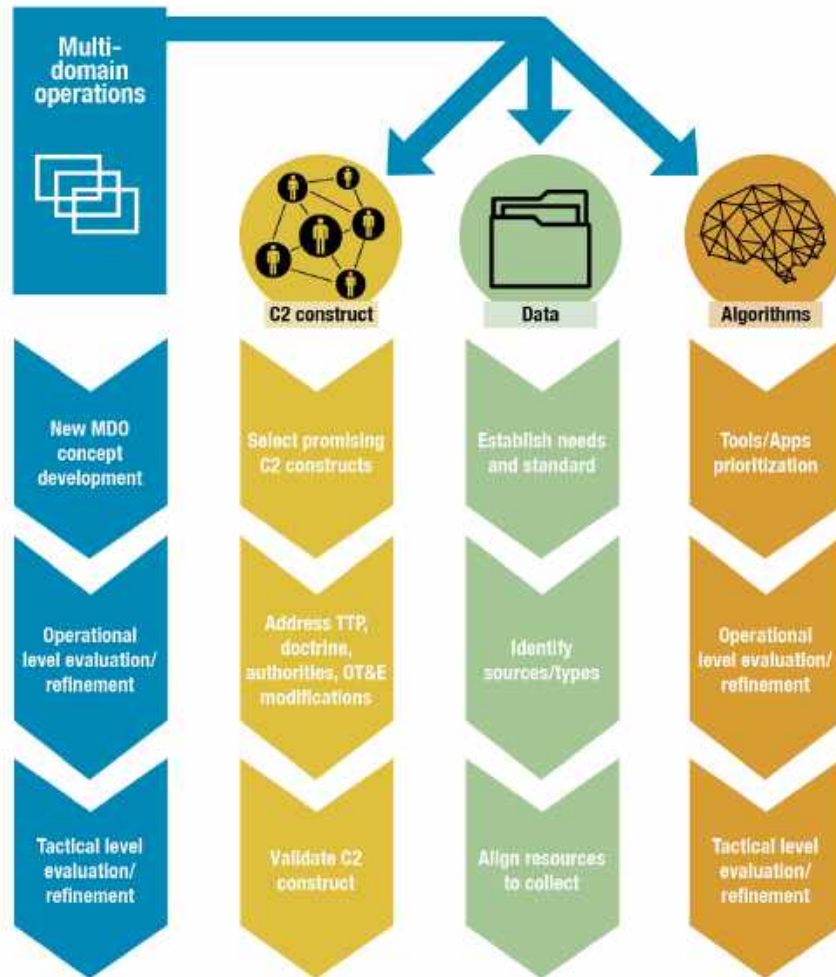 Multi-
domain
operations
C2 construct
Data
Algorithms
New MDO
concept
development
Select promising
C2 constructs
Establish needs
and standard
Tools/Apps
prioritization
Operational
level evaluation/
refinement
Address TTP,
doctrine,
authorities, OT&E
modifications
Identify
sources/types
Operational
level evaluation/
refinement
Tactical level
evaluation/
refinement
Validate C2
construct
Align resources
to collect
Tactical level
evaluation/
refinement